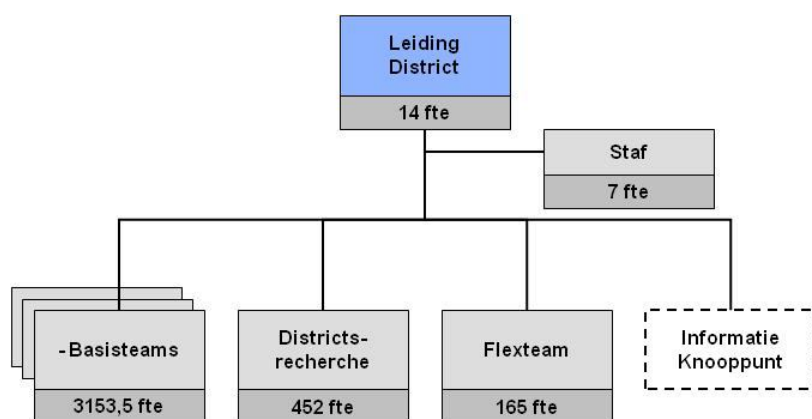 Leiding
District
14 fte
Staf
7 fte
-Basisteams
3153,5 fte
Districts-
recherche
452 fte
Flexteam
165 fte
Informatie
Knooppunt